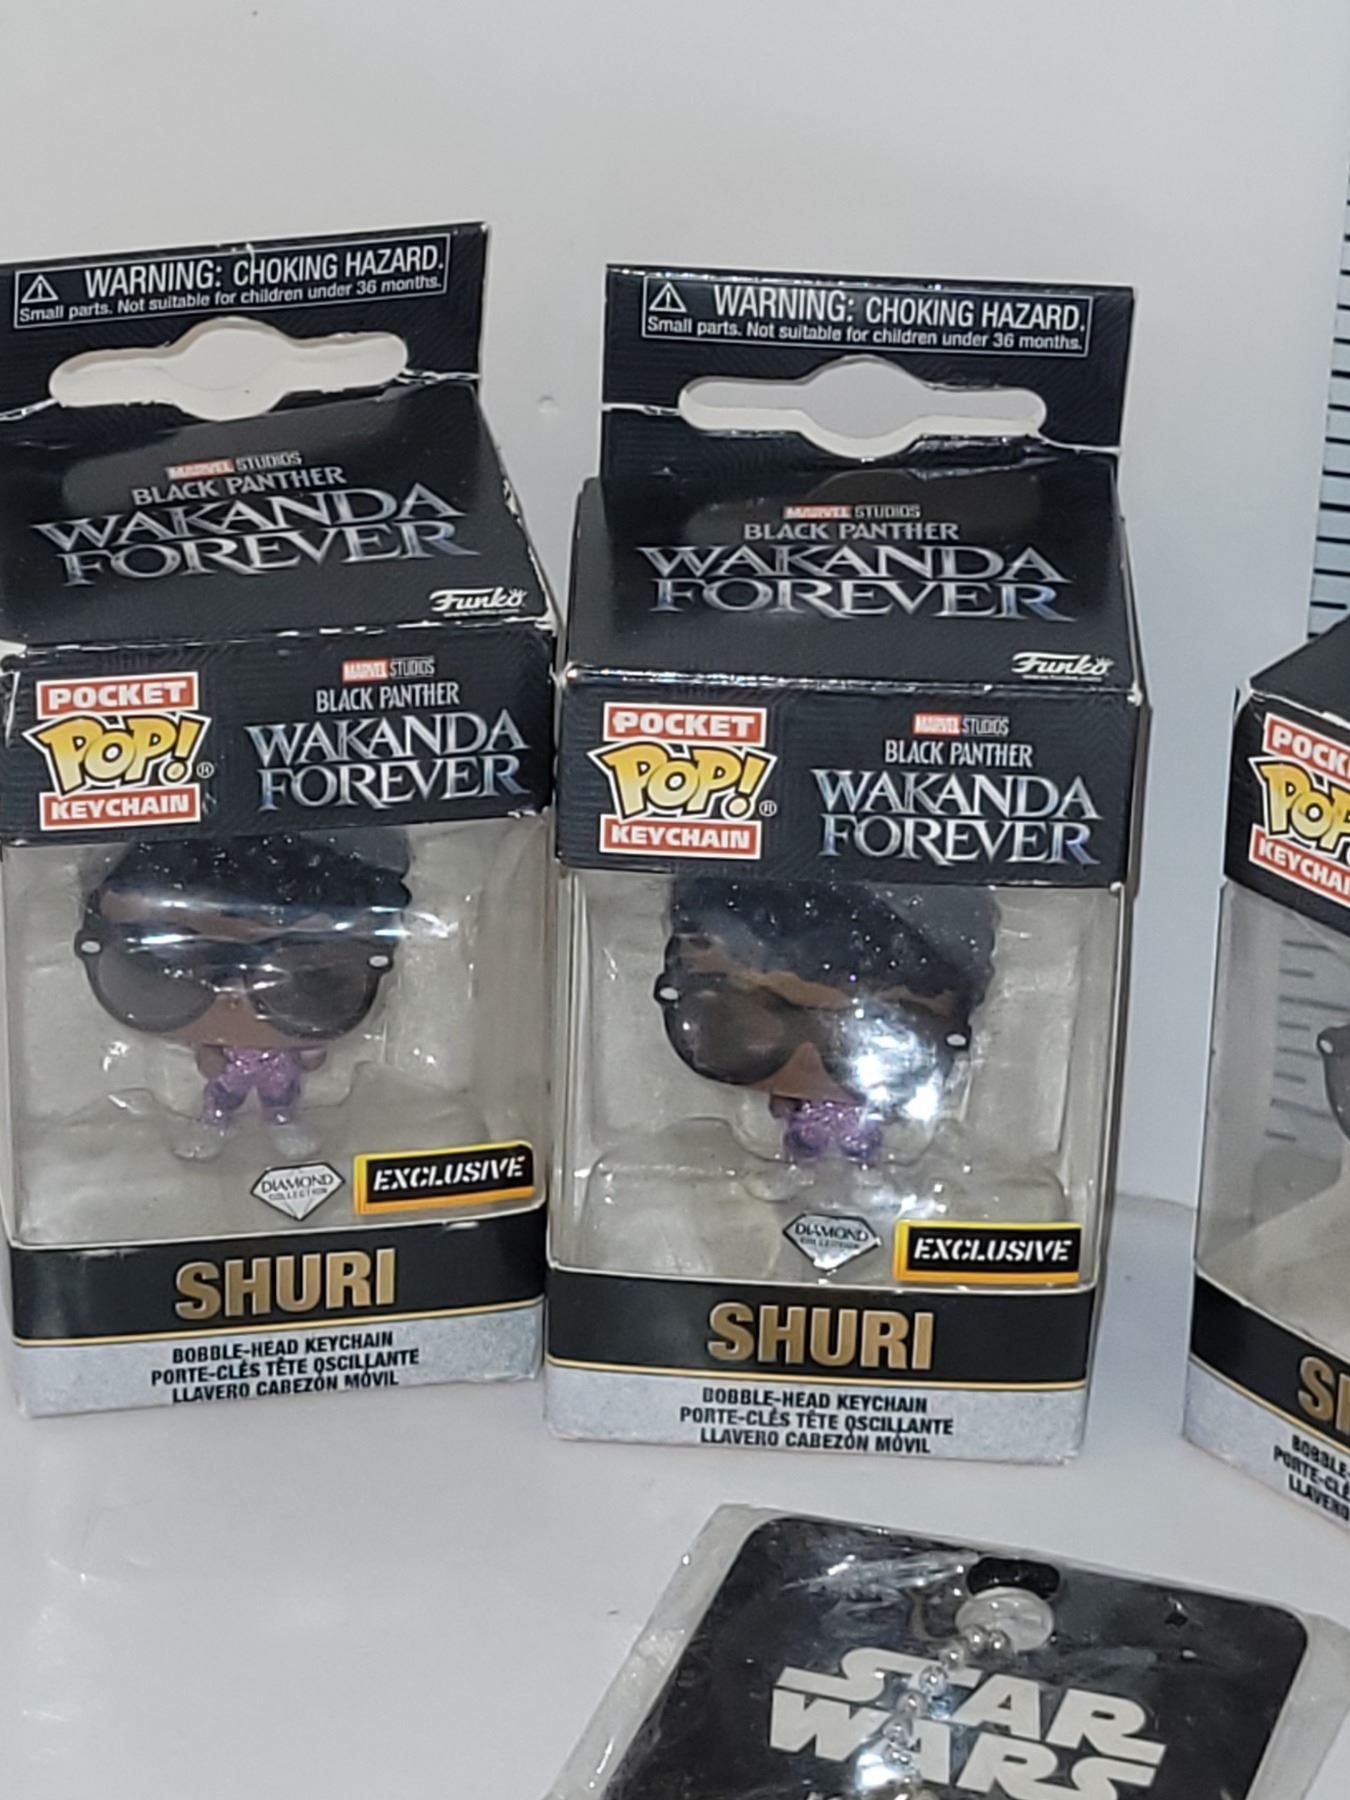 WARNING: CHOKING HAZARD.
Small parts. Not suitable for children under 36 months.
MARVEL STUDIOS
BLACK PANTHER
WAKANDA
FOREVER
Funko
POCKET
POP!®
KEYCHAIN
MARVEL STUDIOS
BLACK PANTHER
WAKANDA
FOREVER
DIAMOND
COLLECTION
EXCLUSIVE
SHURI
BOBBLE-HEAD KEYCHAIN
PORTE-CLÉS TÊTE OSCILLANTE
LLAVERO CABEZÓN MÓVIL
WARNING: CHOKING HAZARD.
Small parts. Not suitable for children under 36 months.
MARVEL STUDIOS
BLACK PANTHER
WAKANDA
FOREVER
Funko
POCKET
POP!®
KEYCHAIN
MARVEL STUDIOS
BLACK PANTHER
WAKANDA
FOREVER
DIAMOND
COLLECTION
EXCLUSIVE
SHURI
BOBBLE-HEAD KEYCHAIN
PORTE-CLÉS TÊTE OSCILLANTE
LLAVERO CABEZÓN MÓVIL
STAR
WARS